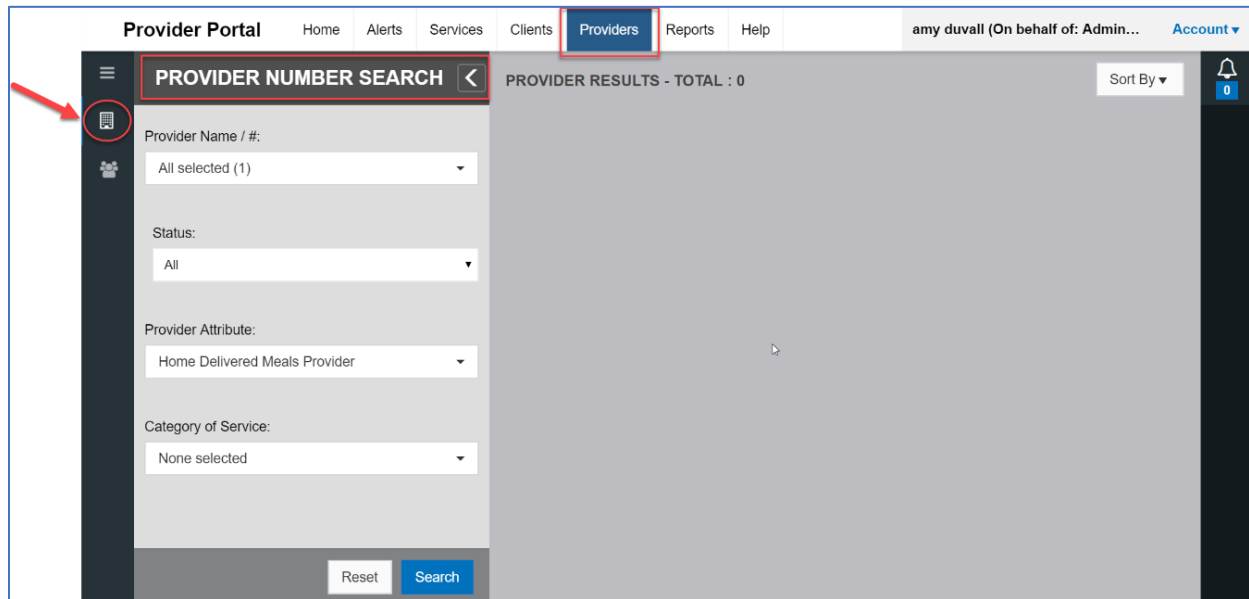 Provider Portal Home Alerts Services Clients Providers Reports Help amy duvall (On behalf of: Admin... Account
PROVIDER NUMBER SEARCH
PROVIDER RESULTS - TOTAL : 0
Sort By
0
Provider Name / #:
All selected (1)
Status:
All
Provider Attribute:
Home Delivered Meals Provider
Category of Service:
None selected
Reset Search